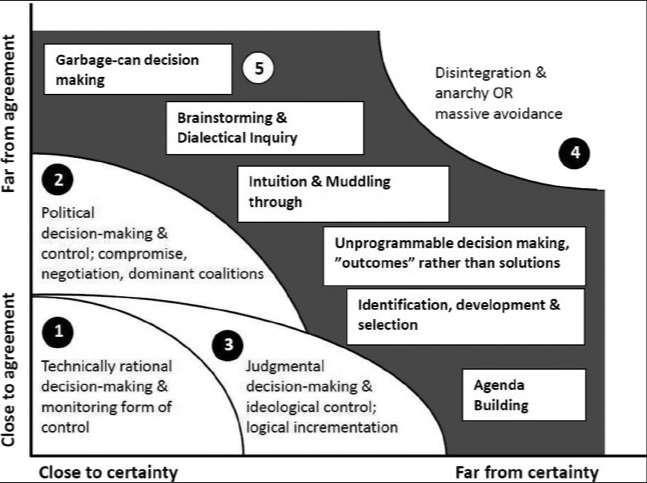 Far from agreement
Close to agreement
Garbage-can decision
making
5
Brainstorming &
Dialectical Inquiry
Disintegration &
anarchy OR
massive avoidance
4
Intuition & Muddling
through
2
Political
decision-making &
control; compromise,
negotiation, dominant coalitions
Unprogrammable decision making,
”outcomes” rather than solutions
Identification, development &
selection
1
Technically rational
decision-making &
monitoring form of
control
3
Judgmental
decision-making &
ideological control;
logical incrementation
Agenda
Building
Close to certainty
Far from certainty